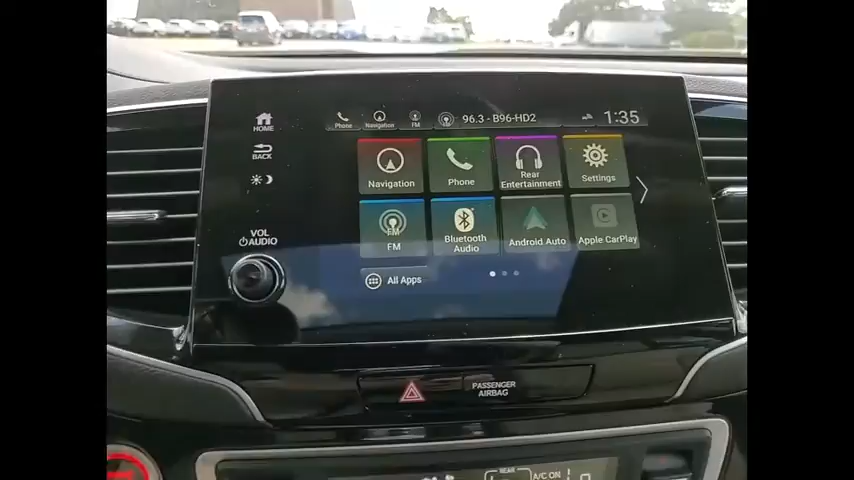 HOME
BACK
VOL
AUDIO
Phone
Navigation
FM
96.3 - B96-HD2
1:35
Navigation
Phone
Rear
Entertainment
Settings
FM
FM
Bluetooth
Audio
Android Auto
Apple CarPlay
All Apps
PASSENGER
AIRBAG
REAR
A/C ON